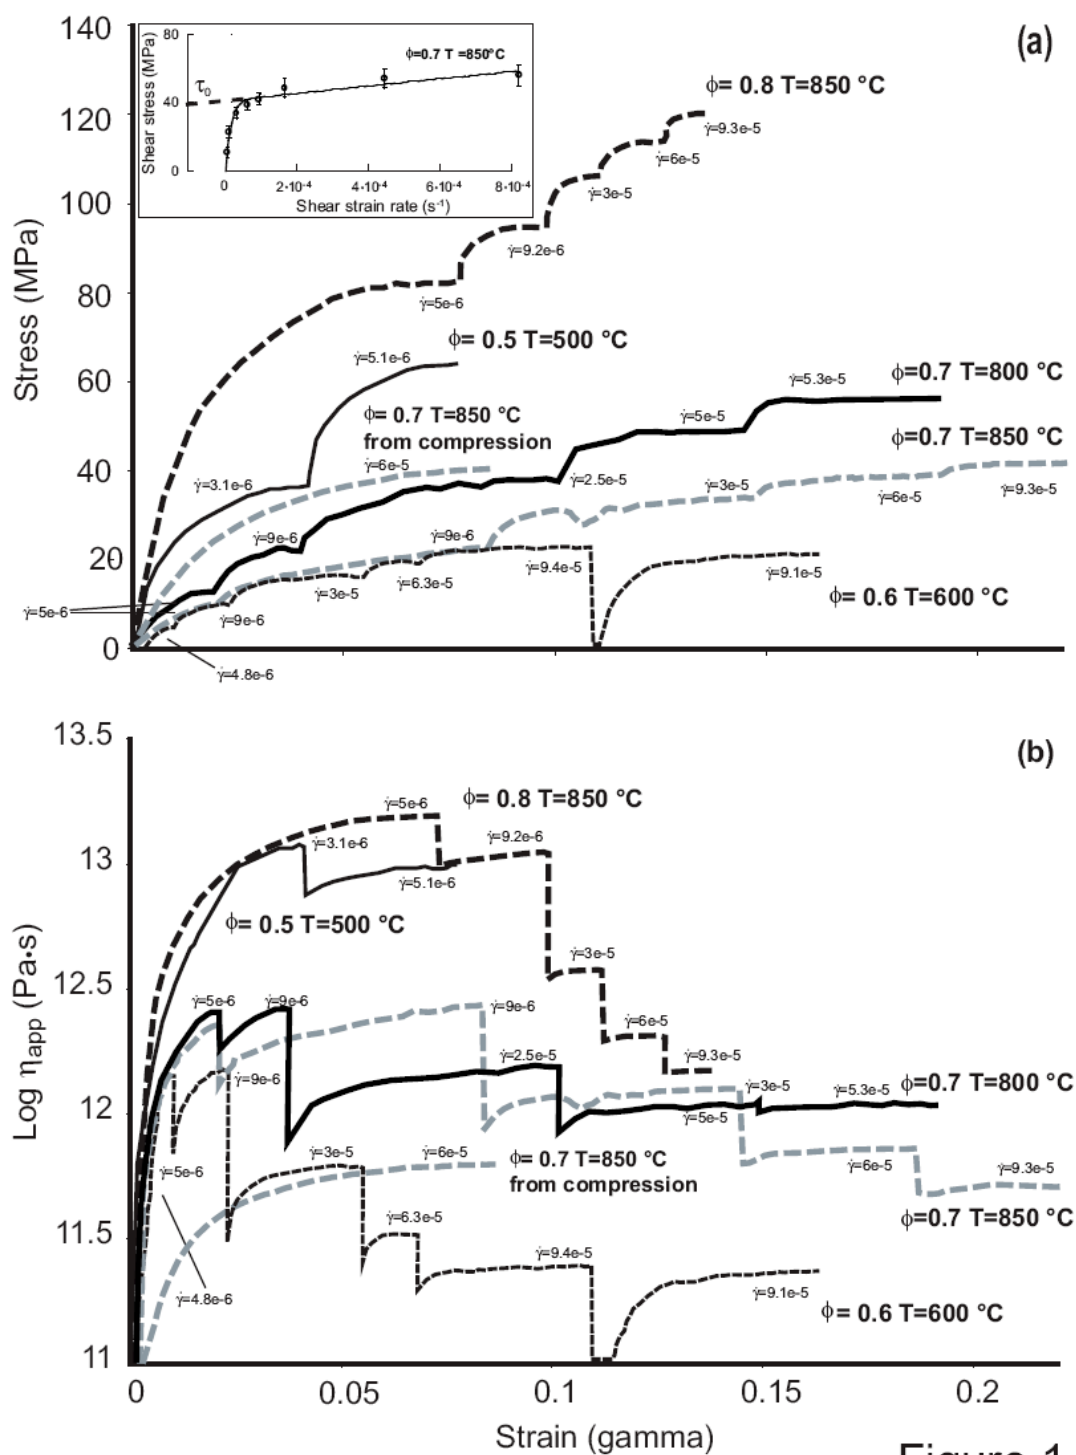 (a)
140
120
100
80
60
40
20
0
Stress (MPa)
80
40
0
Shear stress (MPa)
τ0
ϕ=0.7 T =850°C
0
2•10-4
4•10-4
6•10-4
8•10-4
Shear strain rate (s-1)
ϕ= 0.8 T=850 °C
γ̇=9.3e-5
γ̇=6e-5
γ̇=3e-5
γ̇=9.2e-6
γ̇=5e-6
ϕ= 0.5 T=500 °C
γ̇=5.1e-6
γ̇=3.1e-6
ϕ= 0.7 T=850 °C
from compression
γ̇=6e-5
ϕ=0.7 T=800 °C
γ̇=5.3e-5
γ̇=5e-5
γ̇=2.5e-5
γ̇=9e-6
ϕ=0.7 T=850 °C
γ̇=3e-5
γ̇=6e-5
γ̇=9.3e-5
γ̇=9e-6
γ̇=9.4e-5
γ̇=6.3e-5
γ̇=3e-5
γ̇=9e-6
γ̇=5e-6
γ̇=4.8e-6
γ̇=9.1e-5
ϕ= 0.6 T=600 °C
(b)
13.5
13
12.5
12
11.5
11
Log ηapp (Pa•s)
ϕ= 0.8 T=850 °C
γ̇=5e-6
γ̇=3.1e-6
γ̇=9.2e-6
γ̇=5.1e-6
ϕ= 0.5 T=500 °C
γ̇=3e-5
γ̇=5e-6
γ̇=9e-6
γ̇=9e-6
γ̇=6e-5
γ̇=9.3e-5
γ̇=2.5e-5
γ̇=9e-6
γ̇=3e-5
γ̇=5.3e-5
ϕ=0.7 T=800 °C
γ̇=5e-5
γ̇=5e-6
γ̇=3e-5
γ̇=6e-5
ϕ= 0.7 T=850 °C
from compression
γ̇=6e-5
γ̇=9.3e-5
ϕ=0.7 T=850 °C
γ̇=6.3e-5
γ̇=9.4e-5
γ̇=4.8e-6
γ̇=9.1e-5
ϕ= 0.6 T=600 °C
0
0.05
0.1
0.15
0.2
Strain (gamma)
Figure 1